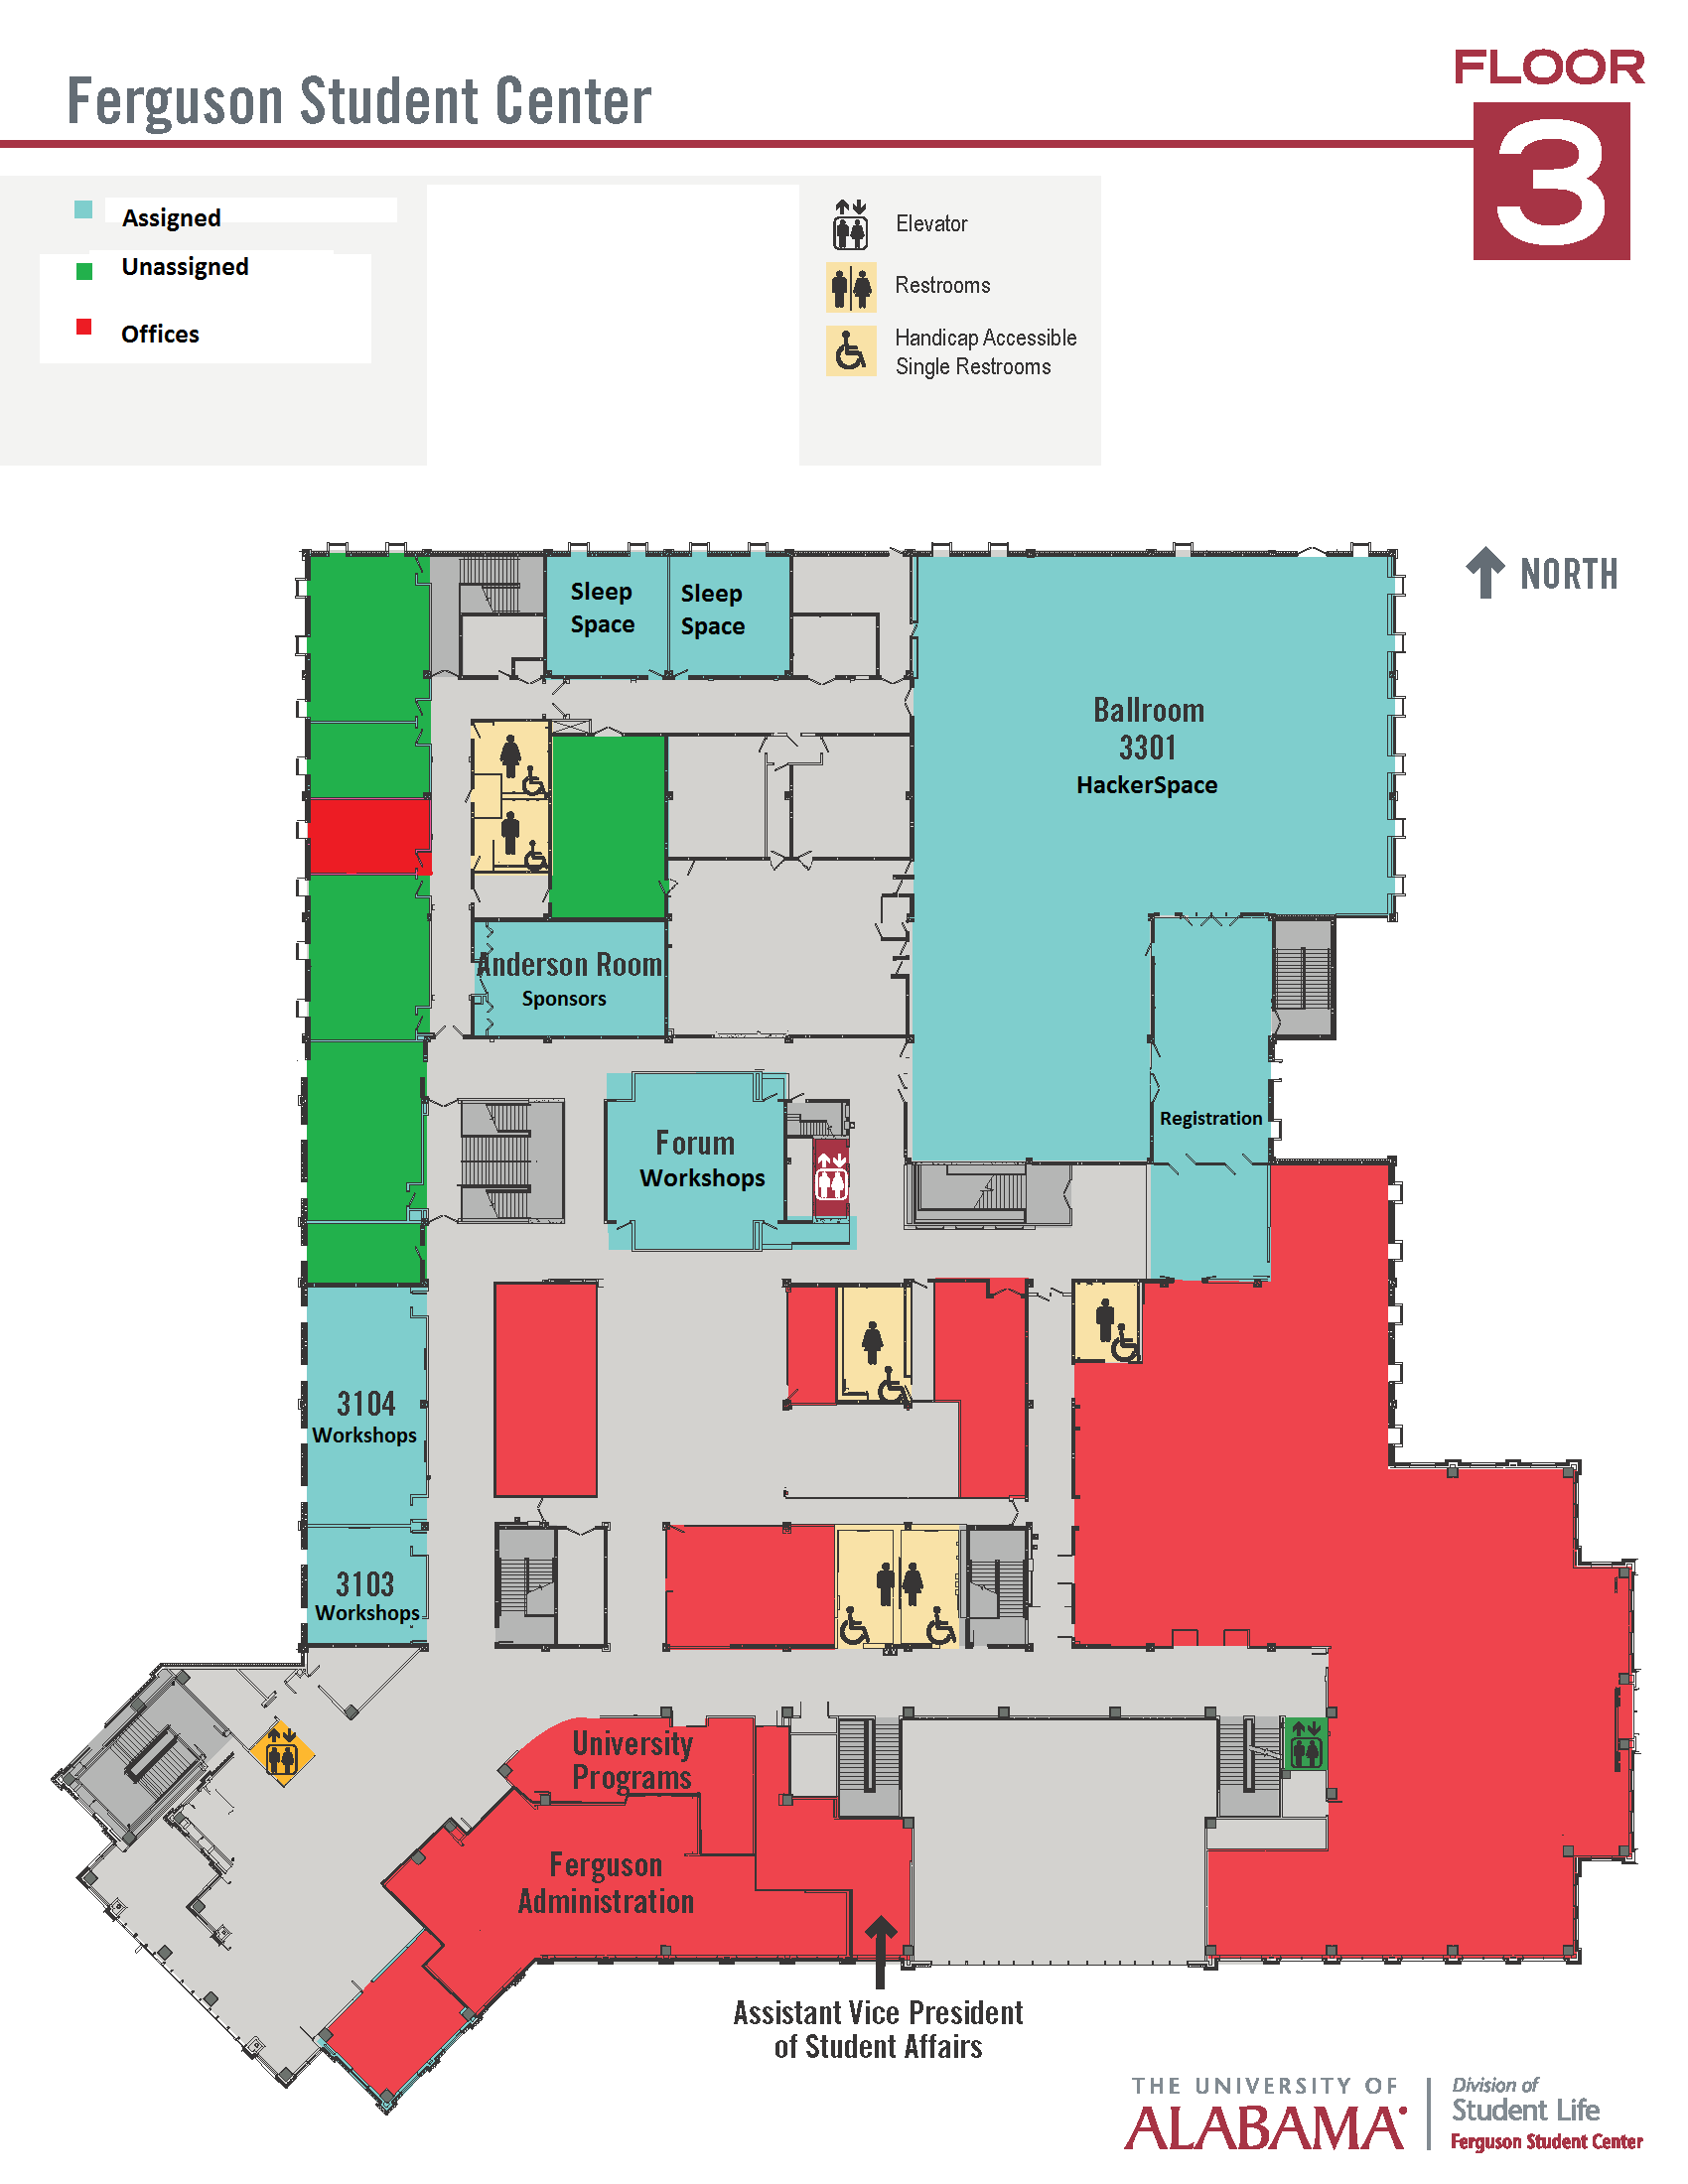 Ferguson Student Center
FLOOR
3
Assigned
Unassigned
Offices
Elevator
Restrooms
Handicap Accessible
Single Restrooms
NORTH
Sleep
Space
Sleep
Space
Ballroom
3301
HackerSpace
Anderson Room
Sponsors
Forum
Workshops
Registration
3104
Workshops
3103
Workshops
University
Programs
Ferguson
Administration
Assistant Vice President
of Student Affairs
THE UNIVERSITY OF
ALABAMA
Division of
Student Life
Ferguson Student Center